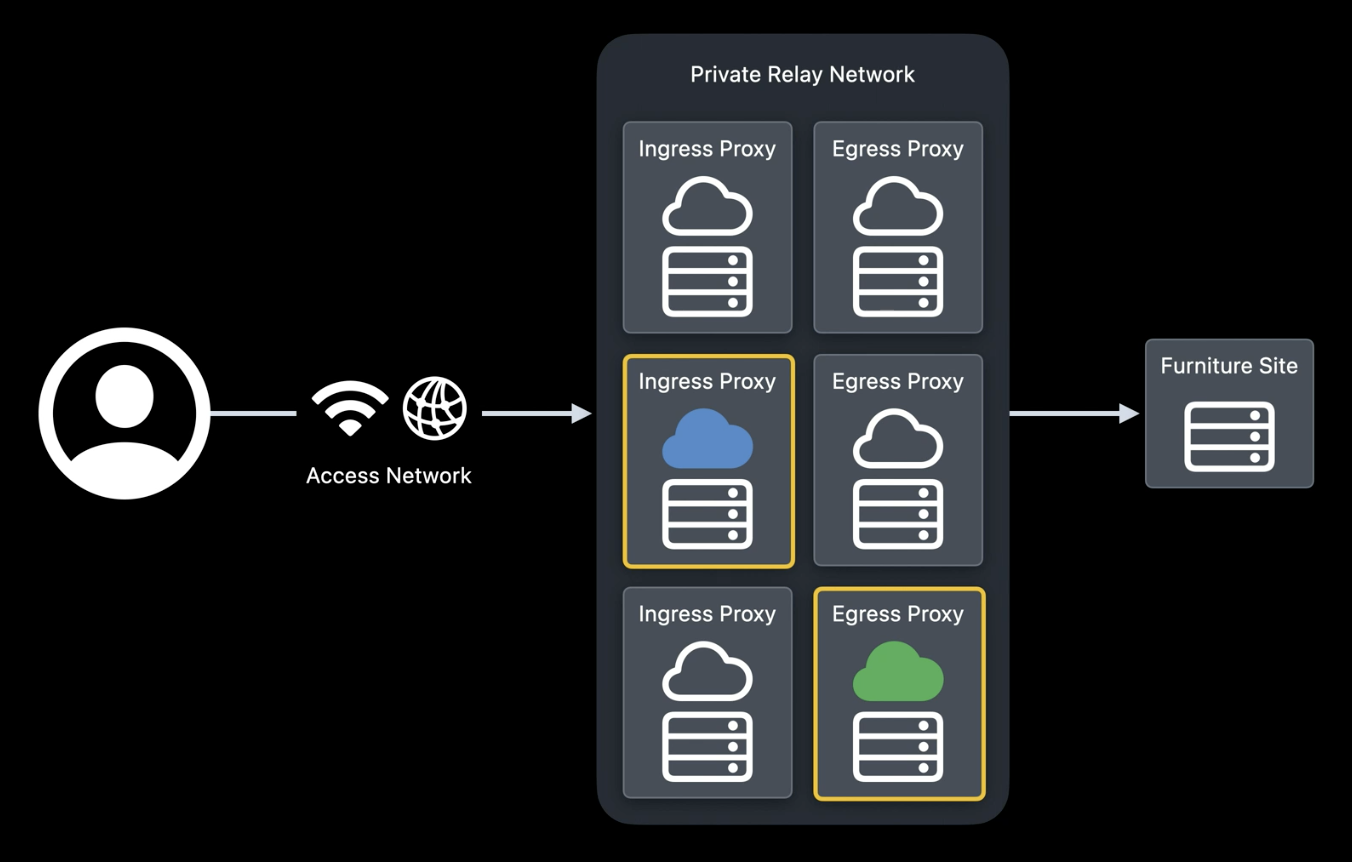 Private Relay Network
Ingress Proxy
Egress Proxy
Ingress Proxy
Egress Proxy
Furniture Site
Access Network
Ingress Proxy
Egress Proxy